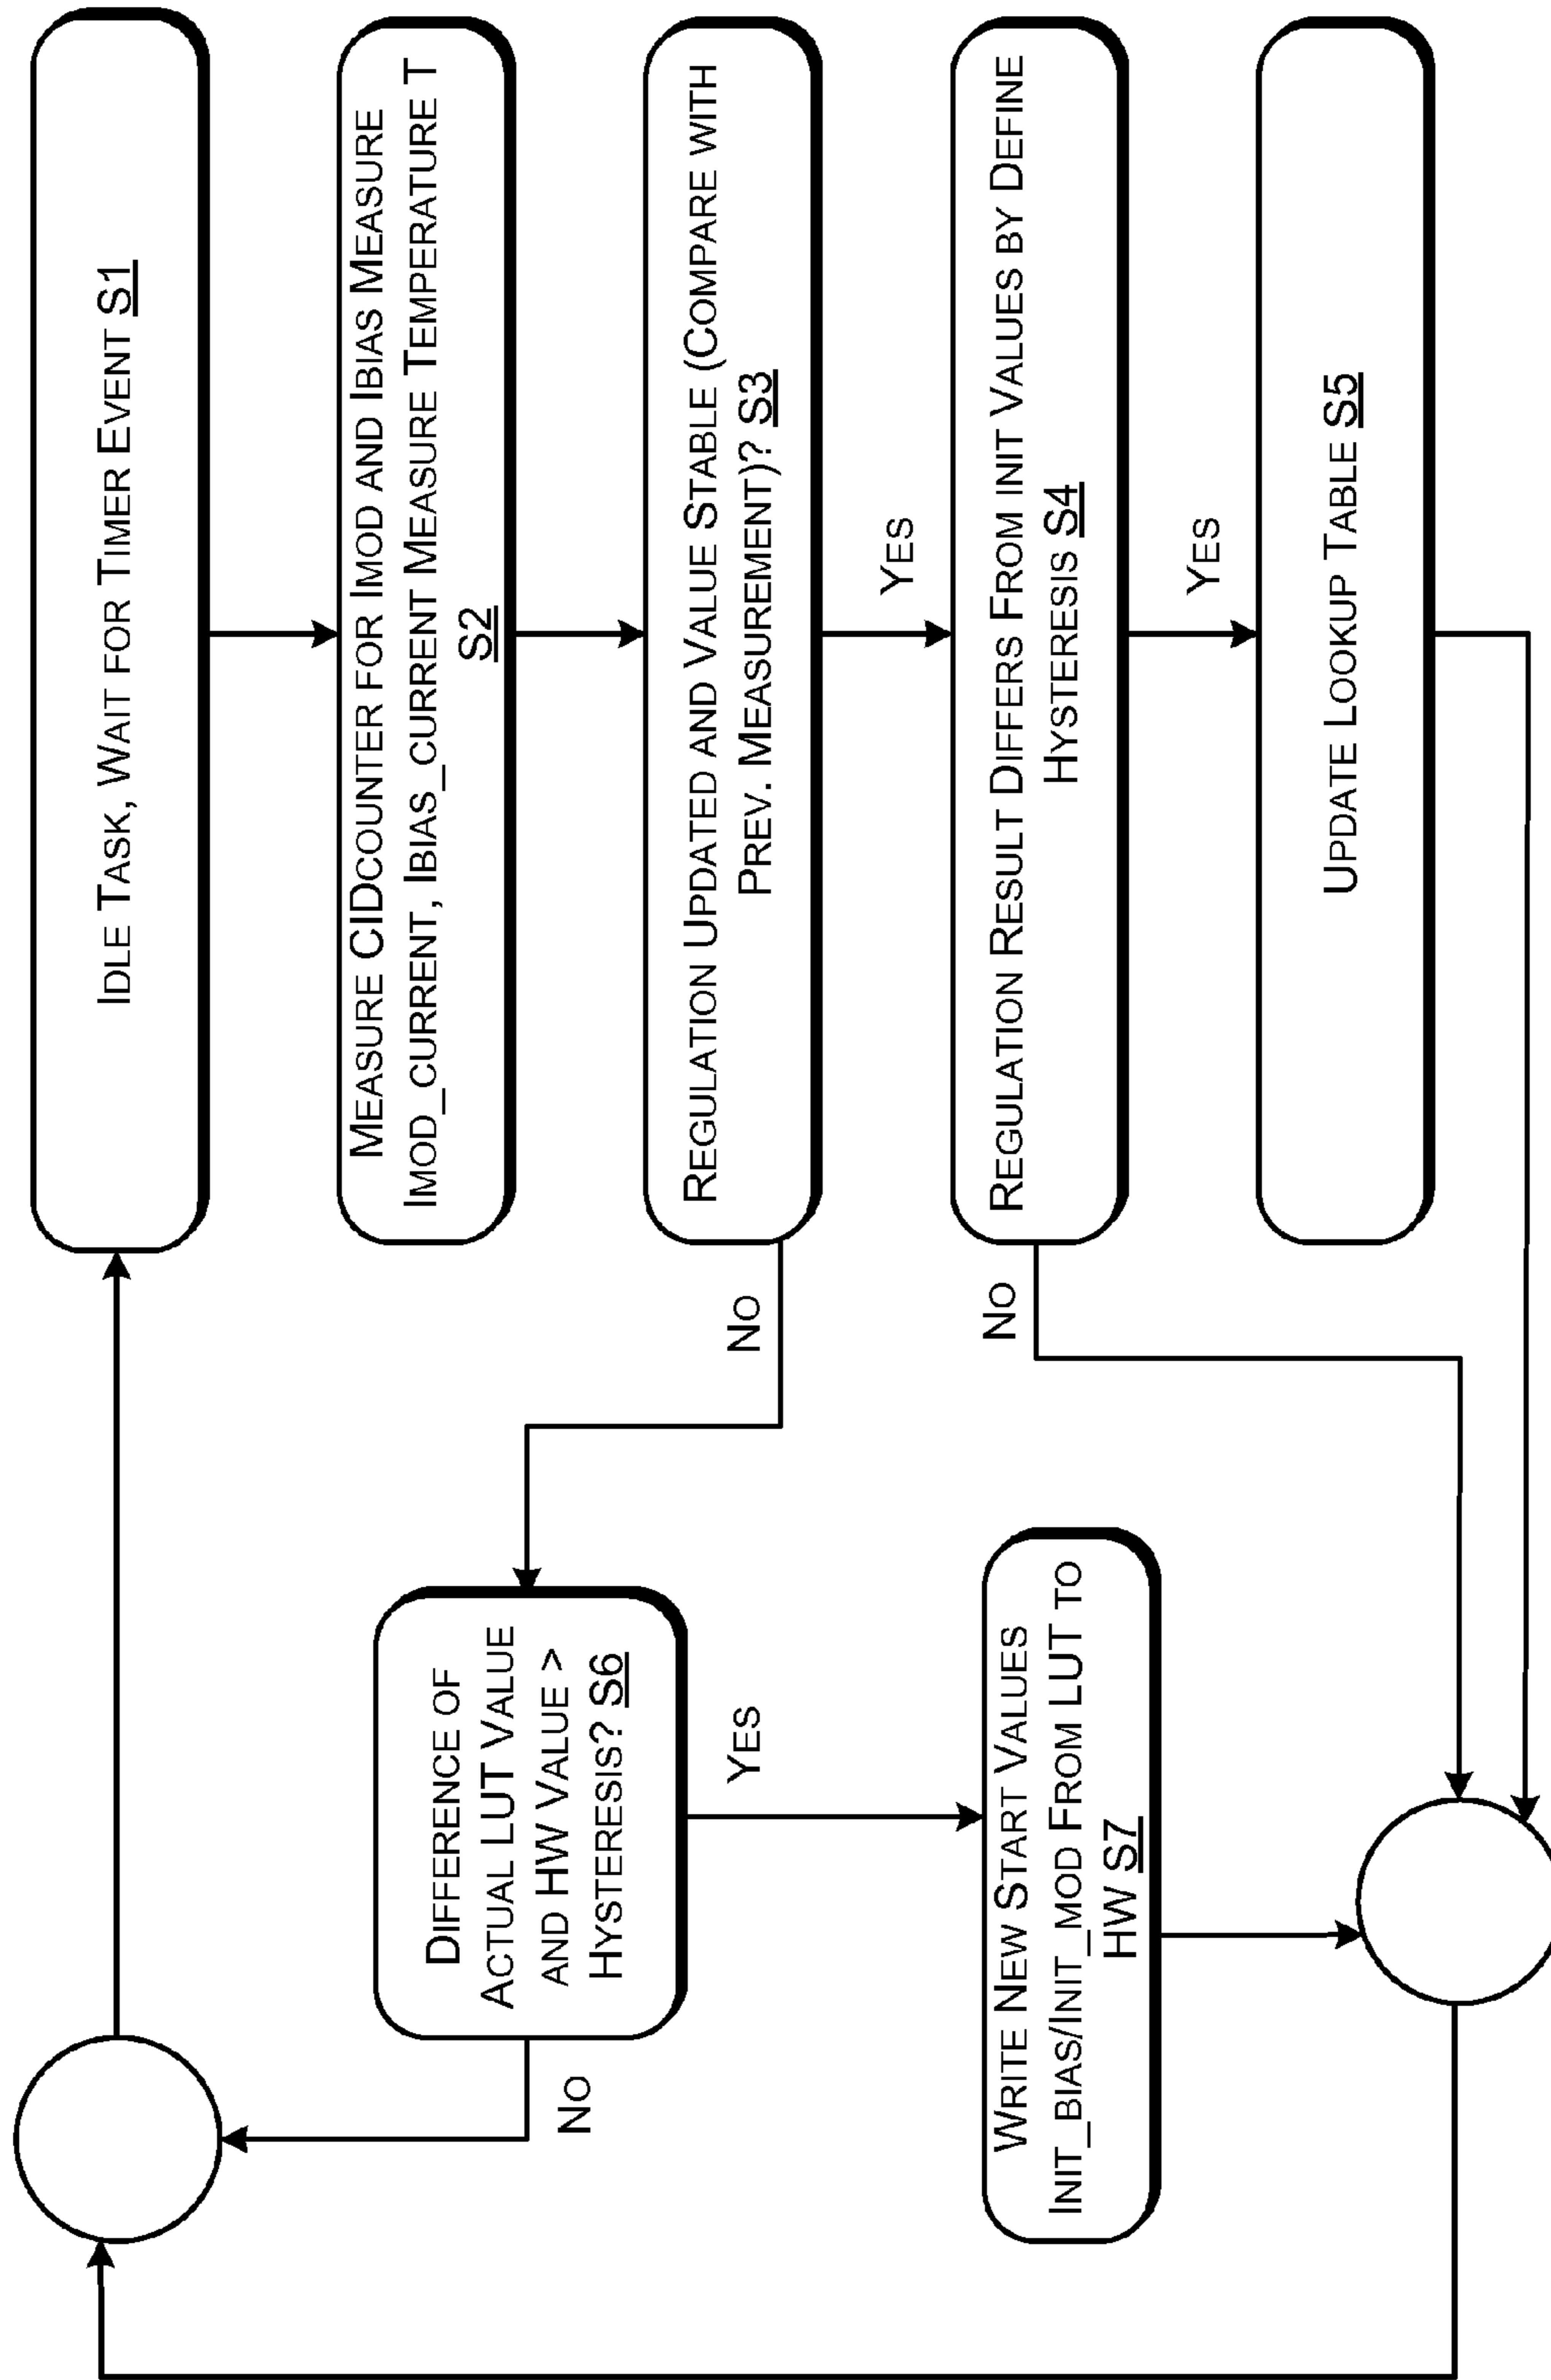 IDLE TASK, WAIT FOR TIMER EVENT S1
MEASURE CIDCOUNTER FOR IMOD AND IBIAS MEASURE
IMOD_CURRENT, IBIAS_CURRENT MEASURE TEMPERATURE T
S2
REGULATION UPDATED AND VALUE STABLE (COMPARE WITH
PREV. MEASUREMENT)? S3
YES
NO
REGULATION RESULT DIFFERS FROM INIT VALUES BY DEFINE
HYSTERESIS S4
YES
NO
UPDATE LOOKUP TABLE S5
DIFFERENCE OF
ACTUAL LUT VALUE
AND HW VALUE >
HYSTERESIS? S6
YES
NO
WRITE NEW START VALUES
INIT_BIAS/INIT_MOD FROM LUT TO
HW S7